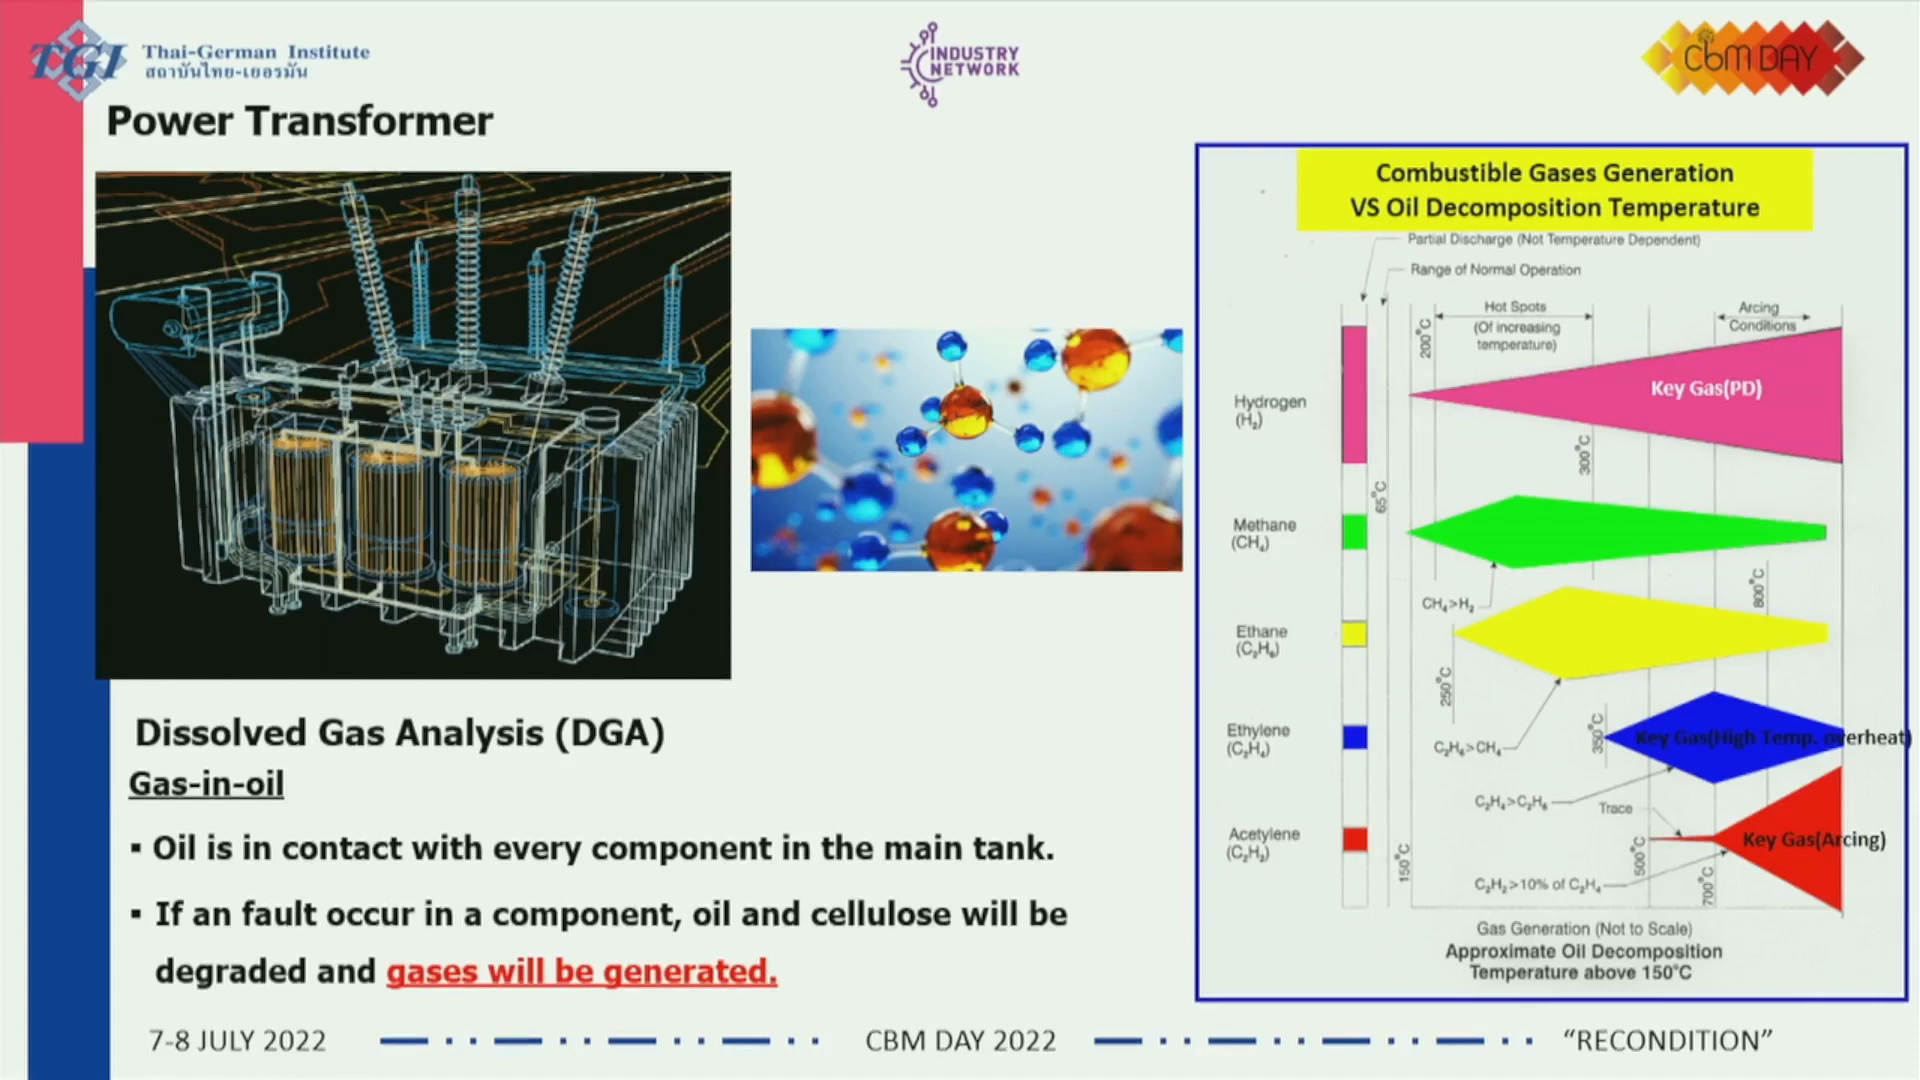 TGI
Thai-German Institute
สถาบันไทย-เยอรมัน
INDUSTRY
NETWORK
CbM DAY
Power Transformer
Combustible Gases Generation
VS Oil Decomposition Temperature
Partial Discharge (Not Temperature Dependent)
Range of Normal Operation
Hot Spots
(Of increasing
temperature)
Arcing
Conditions
200°C
Hydrogen
(H₂)
Key Gas(PD)
300°C
65°C
Methane
(CH₄)
CH₄>H₂
800°C
Ethane
(C₂H₆)
250°C
C₂H₆>CH₄
Ethylene
(C₂H₄)
350°C
Key Gas(High Temp. overheat)
C₂H₄>C₂H₆
Trace
Acetylene
(C₂H₂)
Key Gas(Arcing)
150°C
500°C
700°C
C₂H₂>10% of C₂H₄
Gas Generation (Not to Scale)
Approximate Oil Decomposition
Temperature above 150°C
Dissolved Gas Analysis (DGA)
Gas-in-oil
▪ Oil is in contact with every component in the main tank.
▪ If an fault occur in a component, oil and cellulose will be
degraded and gases will be generated.
7-8 JULY 2022
CBM DAY 2022
“RECONDITION”